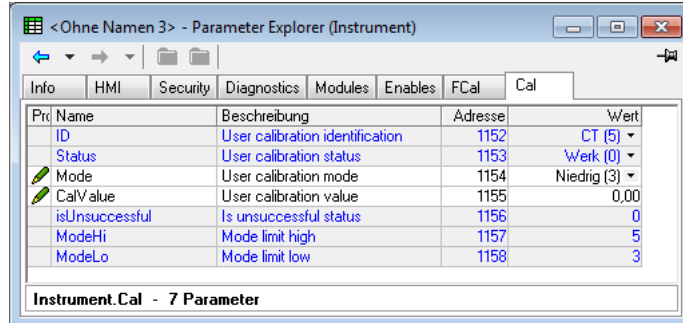 <Ohne Namen 3> - Parameter Explorer (Instrument)
Info HMI Security Diagnostics Modules Enables FCal Cal
Prc Name Beschreibung Adresse Wert
ID User calibration identification 1152 CT (5)
Status User calibration status 1153 Werk (0)
Mode User calibration mode 1154 Niedrig (3)
CalValue User calibration value 1155 0,00
isUnsuccessful Is unsuccessful status 1156 0
ModeHi Mode limit high 1157 5
ModeLo Mode limit low 1158 3
Instrument.Cal - 7 Parameter